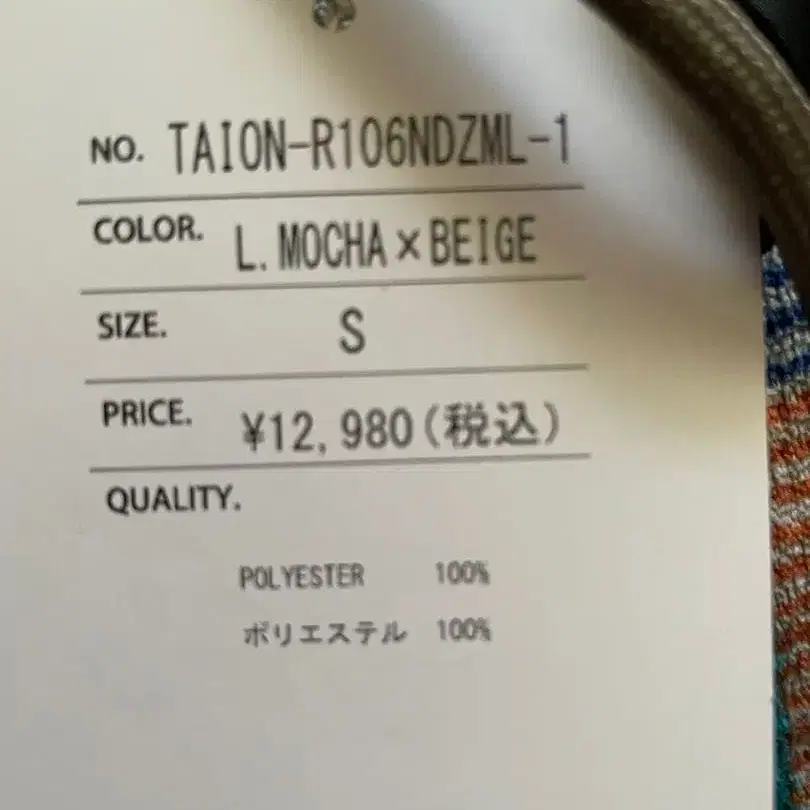 NO. TAION-R106NDZML-1
COLOR. L.MOCHA×BEIGE
SIZE. S
PRICE. ¥12,980(税込)
QUALITY.
POLYESTER 100%
ポリエステル 100%